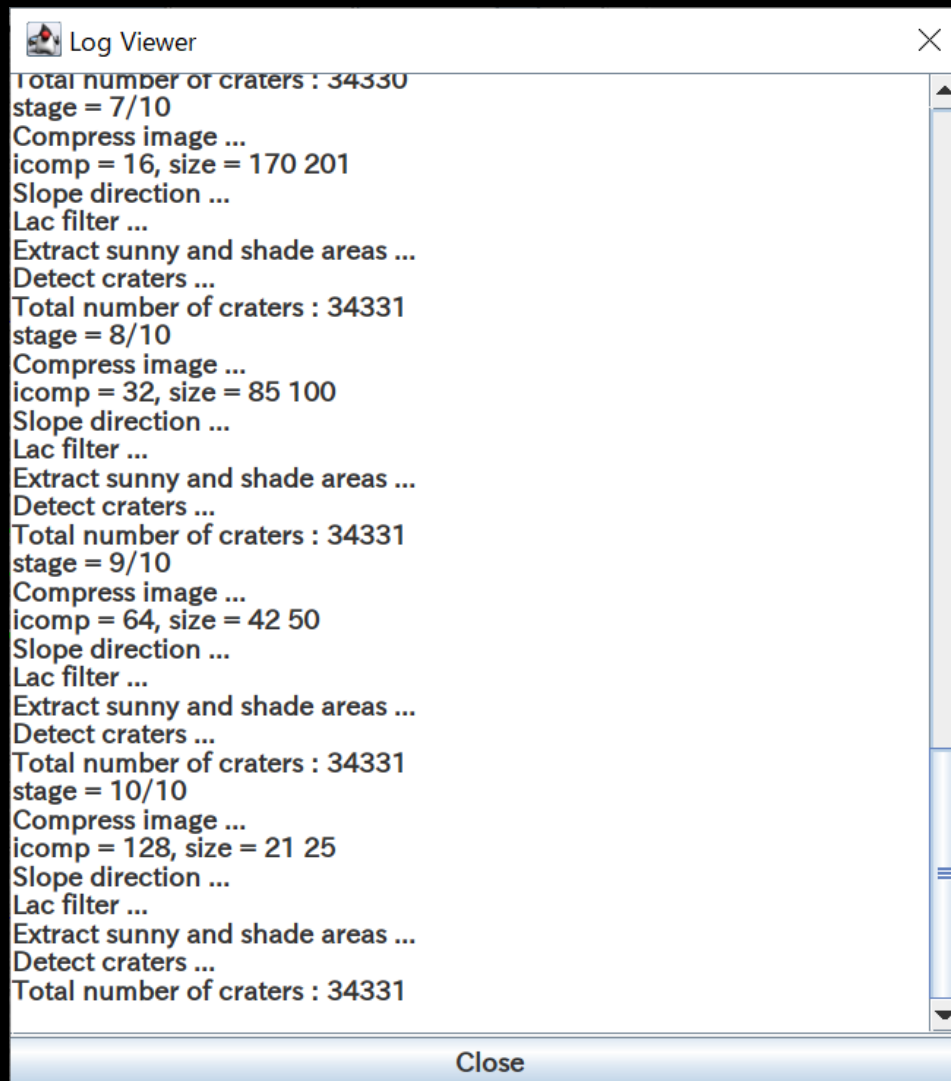 Log Viewer
Total number of craters : 34330
stage = 7/10
Compress image ...
icomp = 16, size = 170 201
Slope direction ...
Lac filter ...
Extract sunny and shade areas ...
Detect craters ...
Total number of craters : 34331
stage = 8/10
Compress image ...
icomp = 32, size = 85 100
Slope direction ...
Lac filter ...
Extract sunny and shade areas ...
Detect craters ...
Total number of craters : 34331
stage = 9/10
Compress image ...
icomp = 64, size = 42 50
Slope direction ...
Lac filter ...
Extract sunny and shade areas ...
Detect craters ...
Total number of craters : 34331
stage = 10/10
Compress image ...
icomp = 128, size = 21 25
Slope direction ...
Lac filter ...
Extract sunny and shade areas ...
Detect craters ...
Total number of craters : 34331
Close